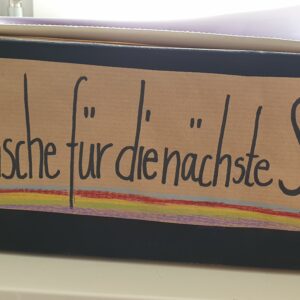 sche für die nächste S